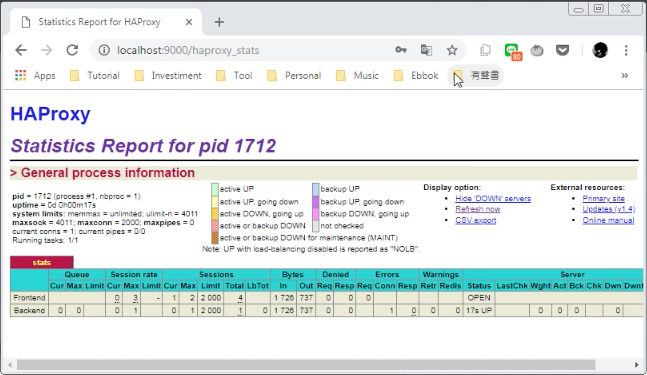 Statistics Report for HAProxy
localhost:9000/haproxy_stats
80
Apps Tutorial Investiment Tool Personal Music Ebbok 有聲書 »
HAProxy
Statistics Report for pid 1712
> General process information
pid = 1712 (process #1, nbproc = 1)
uptime = 0d 0h00m17s
system limits: memmax = unlimited; ulimit-n = 4011
maxsock = 4011; maxconn = 2000; maxpipes = 0
current conns = 1; current pipes = 0/0
Running tasks: 1/1
active UP backup UP
active UP, going down backup UP, going down
active DOWN, going up backup DOWN, going up
active or backup DOWN not checked
active or backup DOWN for maintenance (MAINT)
Note: UP with load-balancing disabled is reported as "NOLB".
Display option:
Hide 'DOWN' servers
Refresh now
CSV export
External resources:
Primary site
Updates (v1.4)
Online manual
stats
Queue Session rate Sessions Bytes Denied Errors Warnings Server
Cur Max Limit Cur Max Limit Cur Max Limit Total LbTot In Out Req Resp Req Conn Resp Retr Redis Status LastChk Wght Act Bck Chk Dwn Dwnt
Frontend 0 3 - 1 2 2 000 4 1 726 737 0 0 0 OPEN
Backend 0 0 0 1 0 1 2 000 1 0 1 726 737 0 0 1 0 0 0 17s UP 0 0 0 0